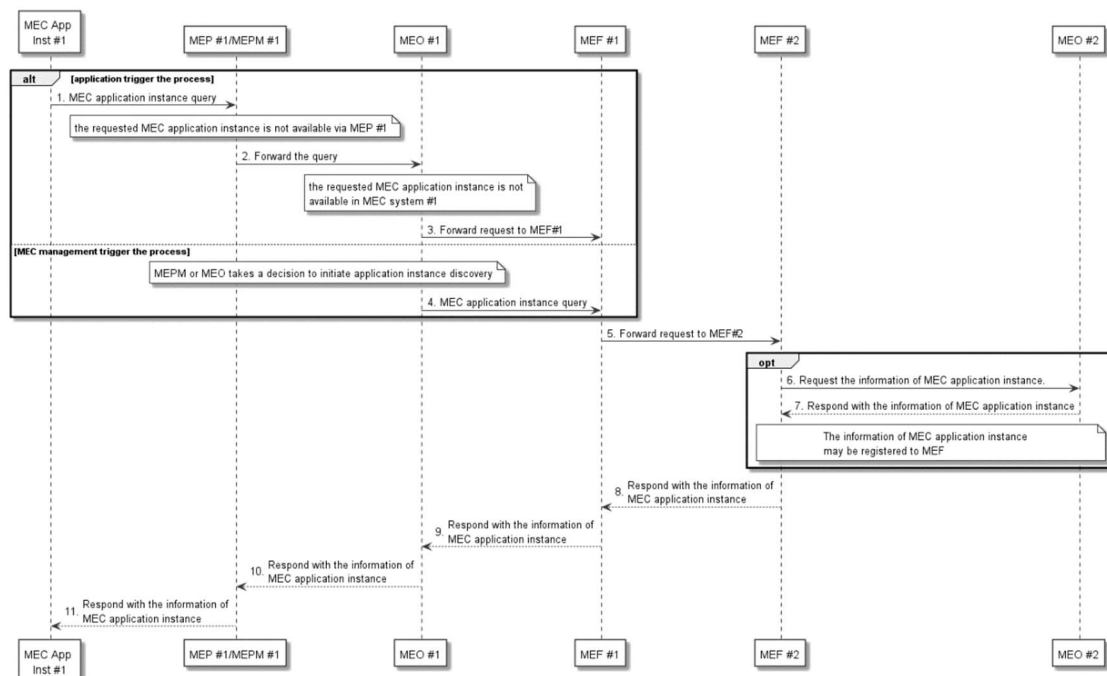 MEC App
Inst #1
MEP #1/MEPM #1
MEO #1
MEF #1
MEF #2
MEO #2
alt
[application trigger the process]
1. MEC application instance query
the requested MEC application instance is not available via MEP #1
2. Forward the query
the requested MEC application instance is not
available in MEC system #1
3. Forward request to MEF#1
[MEC management trigger the process]
MEPM or MEO takes a decision to initiate application instance discovery
4. MEC application instance query
5. Forward request to MEF#2
opt
6. Request the information of MEC application instance.
7. Respond with the information of MEC application instance
The information of MEC application instance
may be registered to MEF
8. Respond with the information of
MEC application instance
9. Respond with the information of
MEC application instance
10. Respond with the information of
MEC application instance
11. Respond with the information of
MEC application instance
MEC App
Inst #1
MEP #1/MEPM #1
MEO #1
MEF #1
MEF #2
MEO #2